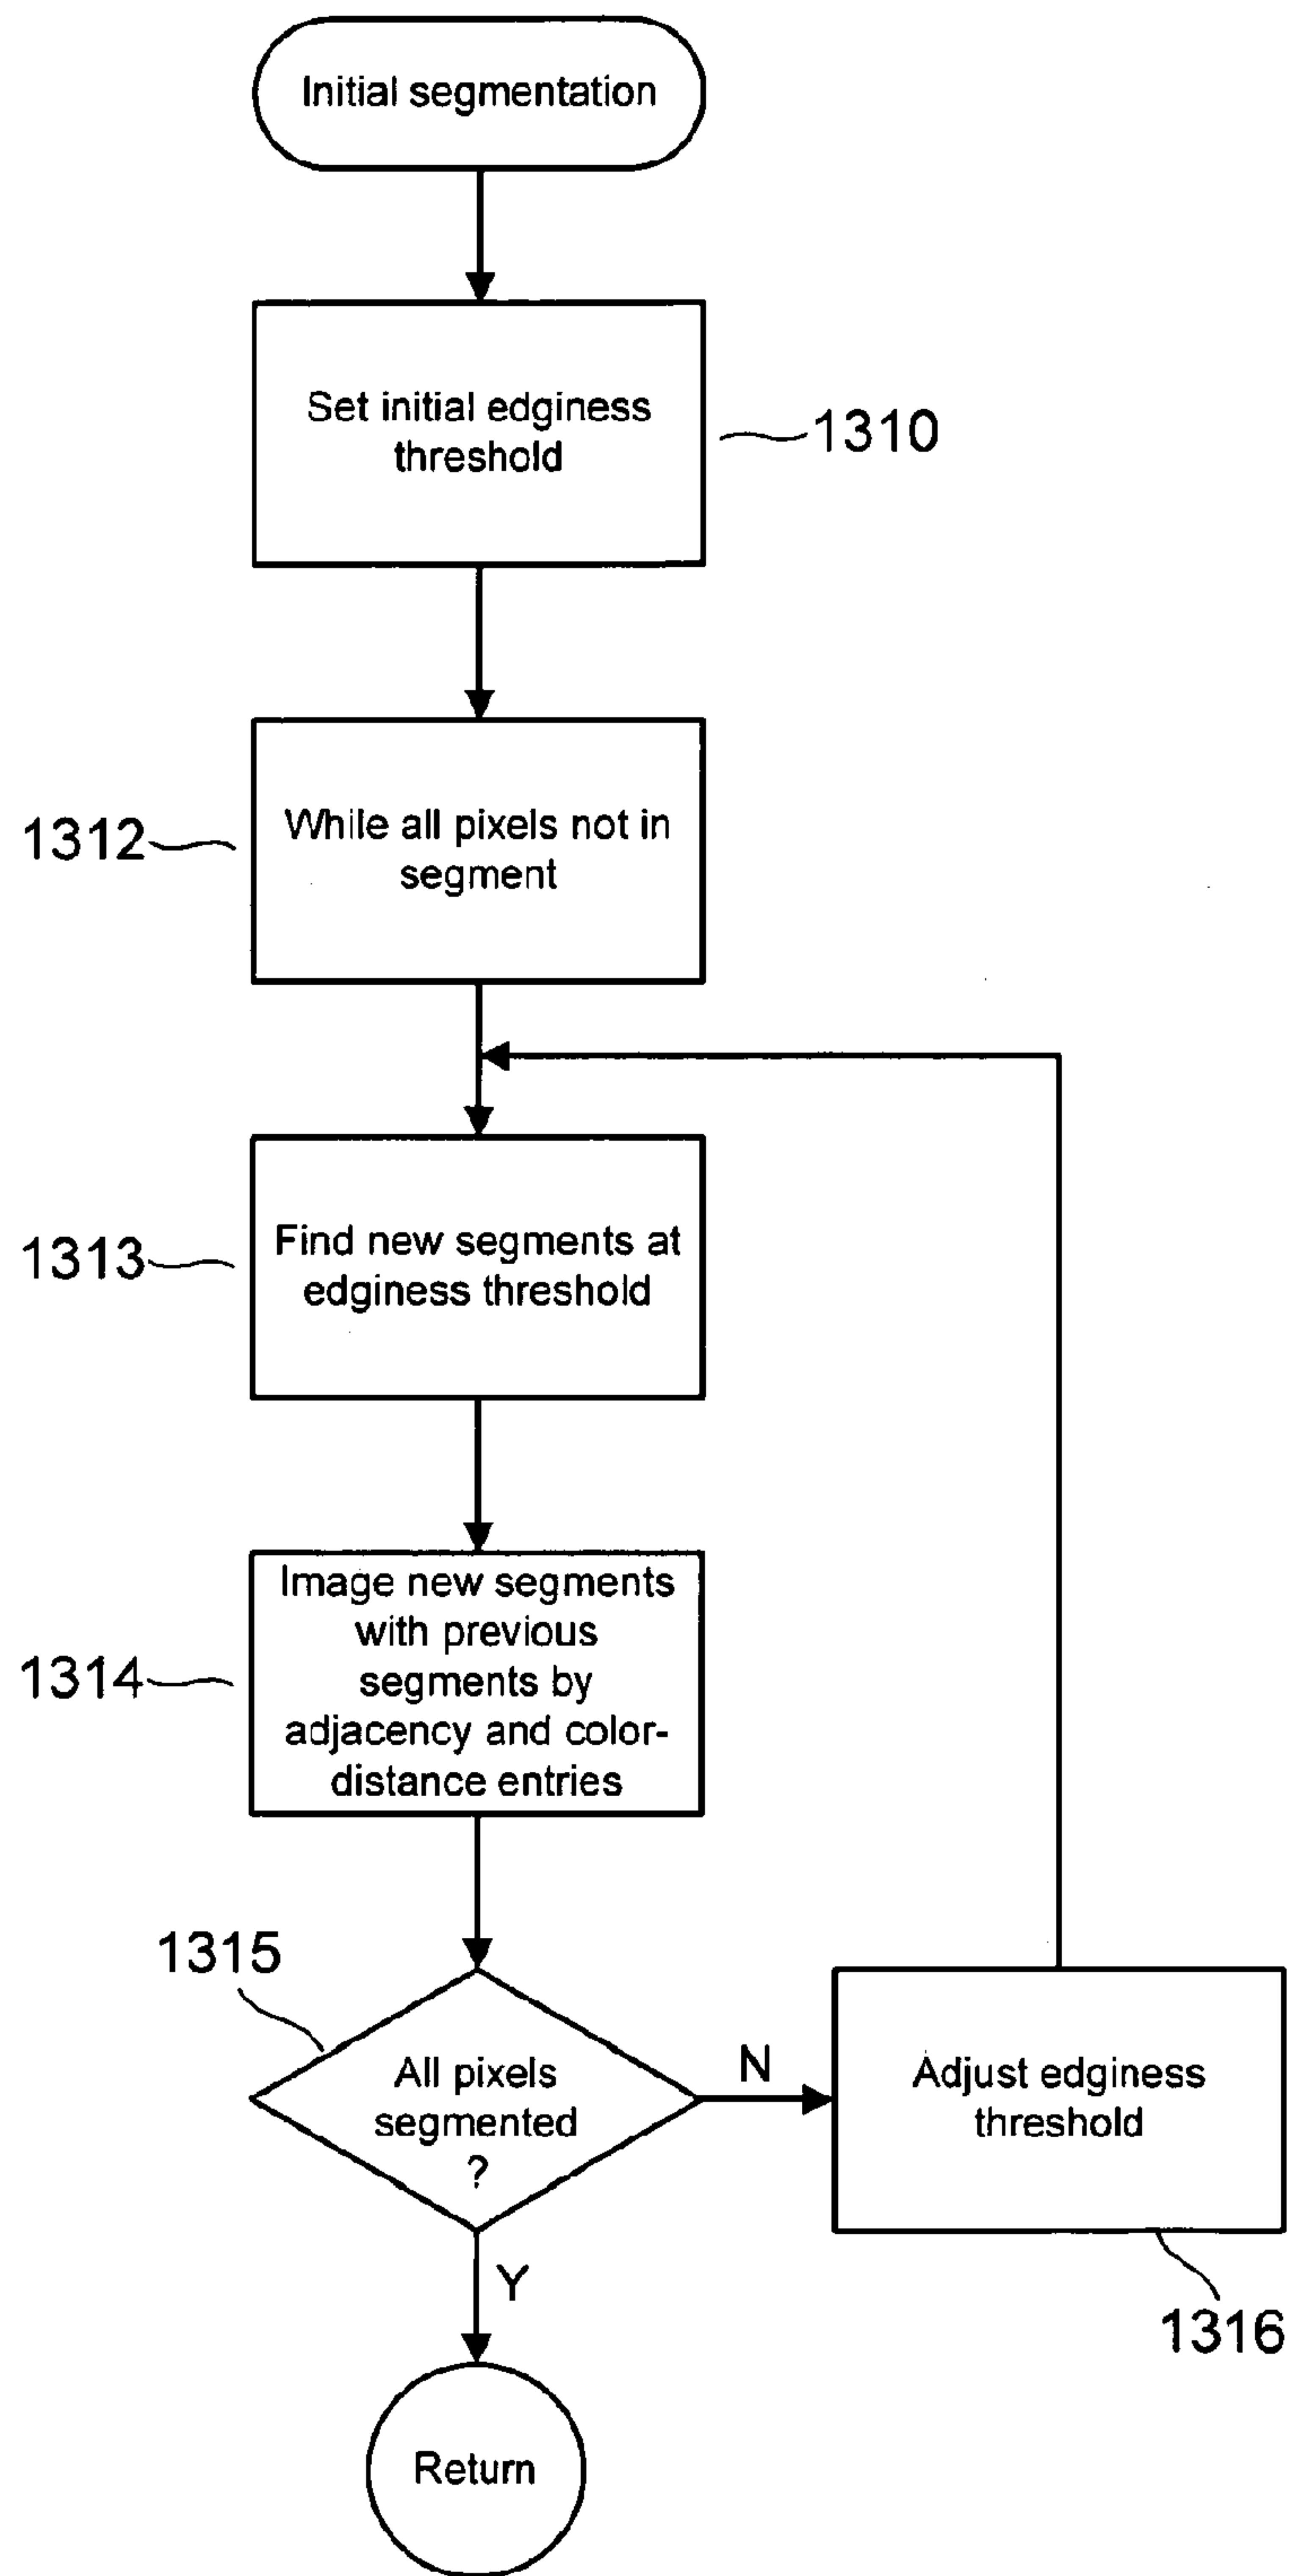 Initial segmentation
Set initial edginess
threshold
1310
1312
While all pixels not in
segment
1313
Find new segments at
edginess threshold
1314
Image new segments
with previous
segments by
adjacency and color-
distance entries
1315
All pixels
segmented
?
N
Adjust edginess
threshold
1316
Y
Return